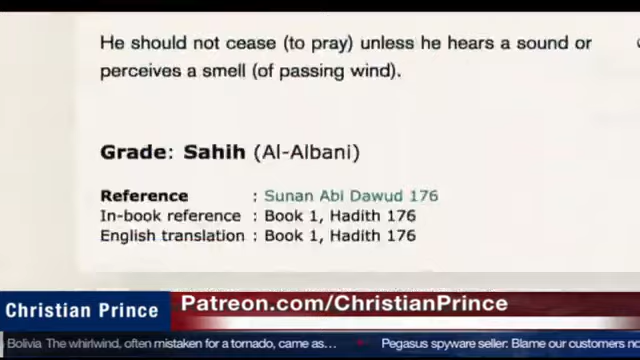 He should not cease (to pray) unless he hears a sound or
perceives a smell (of passing wind).
Grade: Sahih (Al-Albani)
Reference : Sunan Abi Dawud 176
In-book reference : Book 1, Hadith 176
English translation : Book 1, Hadith 176
Christian Prince
Patreon.com/ChristianPrince
Bolivia The whirlwind, often mistaken for a tornado, came as… Pegasus spyware seller: Blame our customers no